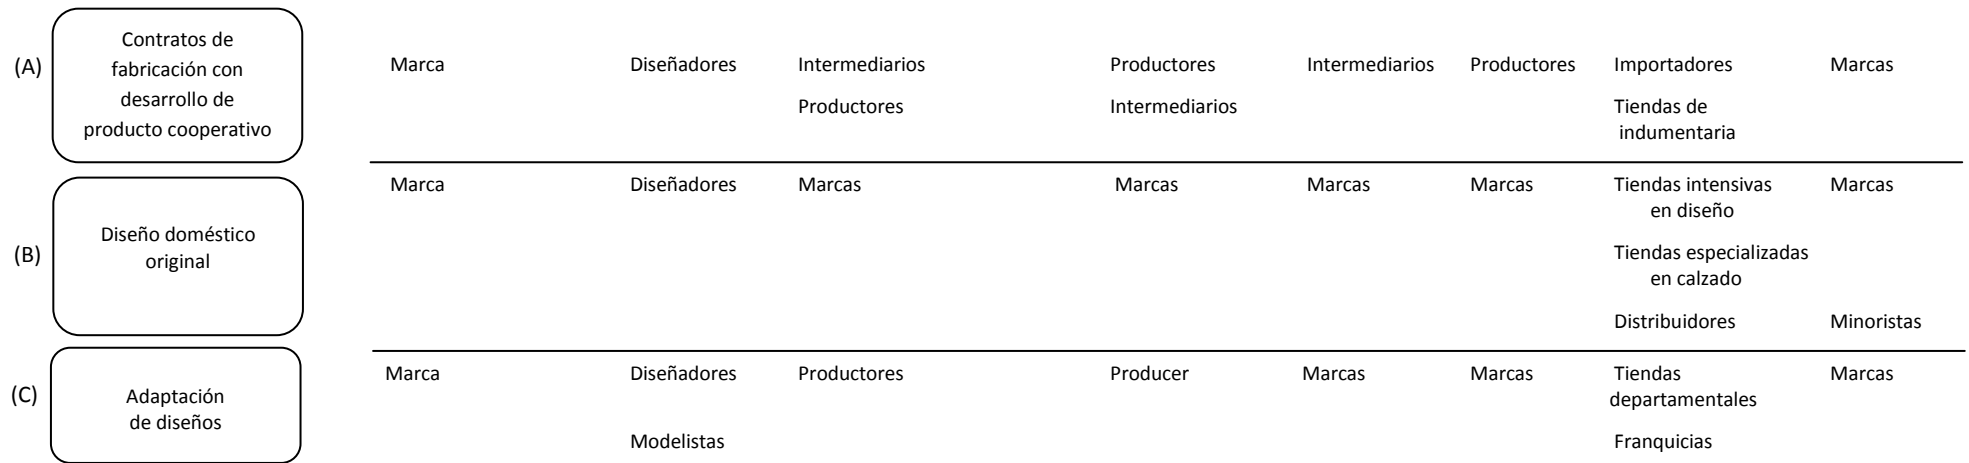 (A)
Contratos de
fabricación con
desarrollo de
producto cooperativo
Marca Diseñadores Intermediarios Productores Intermediarios Productores Importadores Marcas
Productores Intermediarios Tiendas de
indumentaria
(B)
Diseño doméstico
original
Marca Diseñadores Marcas Marcas Marcas Marcas Tiendas intensivas Marcas
en diseño
Tiendas especializadas
en calzado
Distribuidores Minoristas
(C)
Adaptación
de diseños
Marca Diseñadores Productores Producer Marcas Marcas Tiendas Marcas
departamentales
Modelistas Franquicias